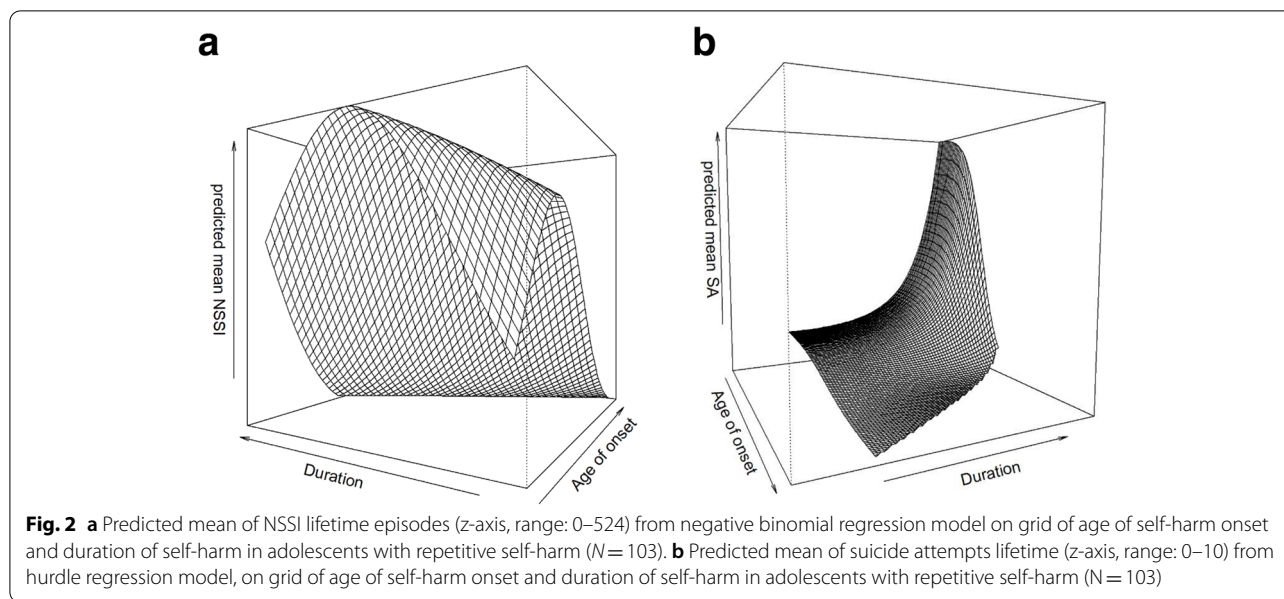 a
b
predicted mean NSSI
Duration
Age of onset
predicted mean SA
Age of onset
Duration
Fig. 2 a Predicted mean of NSSI lifetime episodes (z-axis, range: 0–524) from negative binomial regression model on grid of age of self-harm onset
and duration of self-harm in adolescents with repetitive self-harm (N = 103). b Predicted mean of suicide attempts lifetime (z-axis, range: 0–10) from
hurdle regression model, on grid of age of self-harm onset and duration of self-harm in adolescents with repetitive self-harm (N = 103)